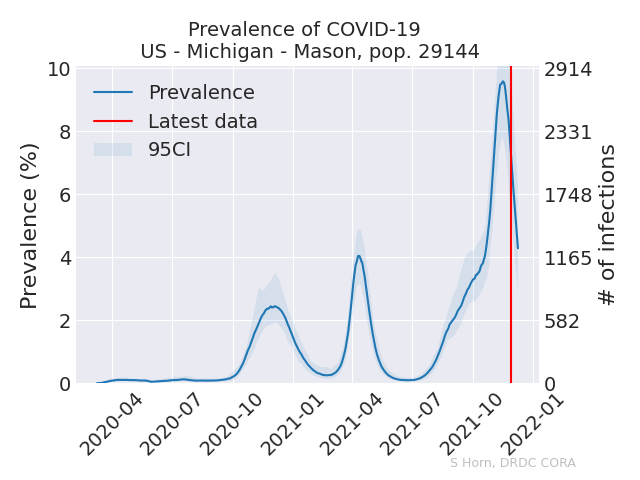 Prevalence of COVID-19
US - Michigan - Mason, pop. 29144
Prevalence
Latest data
95CI
Prevalence (%)
10
8
6
4
2
0
2914
2331
1748
1165
582
0
# of infections
2020-04
2020-07
2020-10
2021-01
2021-04
2021-07
2021-10
2022-01
S Horn, DRDC CORA